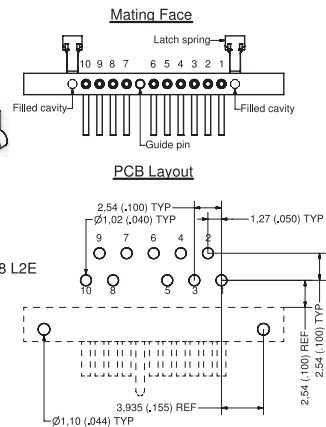 Mating Face
Latch spring
10 9 8 7 6 5 4 3 2 1
Filled cavity
Filled cavity
Guide pin
PCB Layout
2,54 (.100) TYP
Ø1,02 (.040) TYP
1,27 (.050) TYP
9 7 6 4 2
8 L2E
10 8 5 3 1
2,54 (.100) REF
2,54 (.100) TYP
3,935 (.155) REF
Ø1,10 (.044) TYP